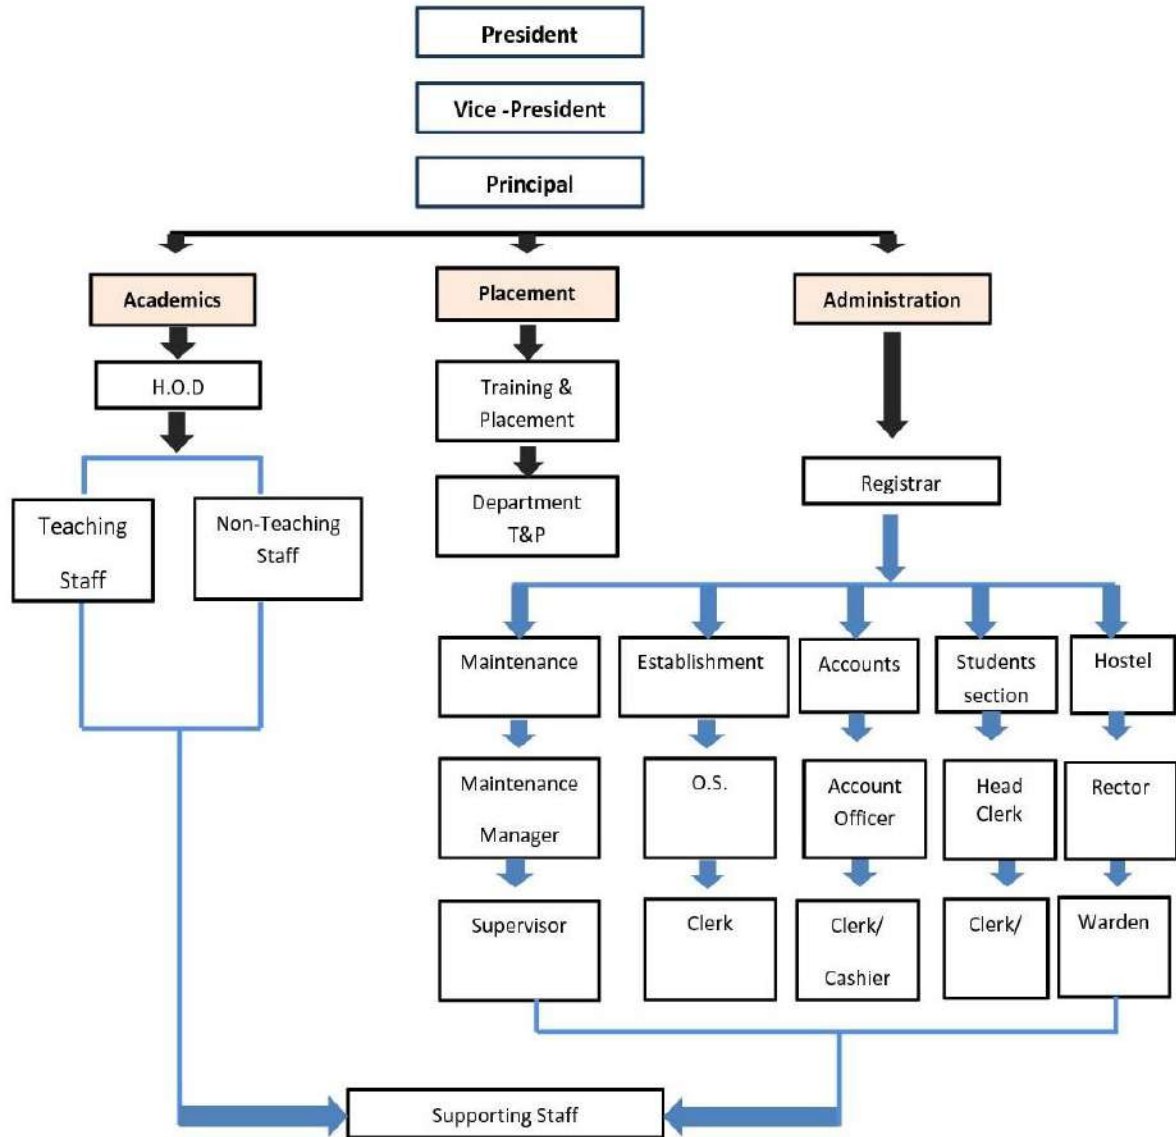 President
Vice -President
Principal
Academics
Placement
Administration
H.O.D
Training &
Placement
Registrar
Department
T&P
Teaching
Staff
Non-Teaching
Staff
Maintenance
Establishment
Accounts
Students
section
Hostel
Maintenance
Manager
O.S.
Account
Officer
Head
Clerk
Rector
Supervisor
Clerk
Clerk/
Cashier
Clerk/
Warden
Supporting Staff